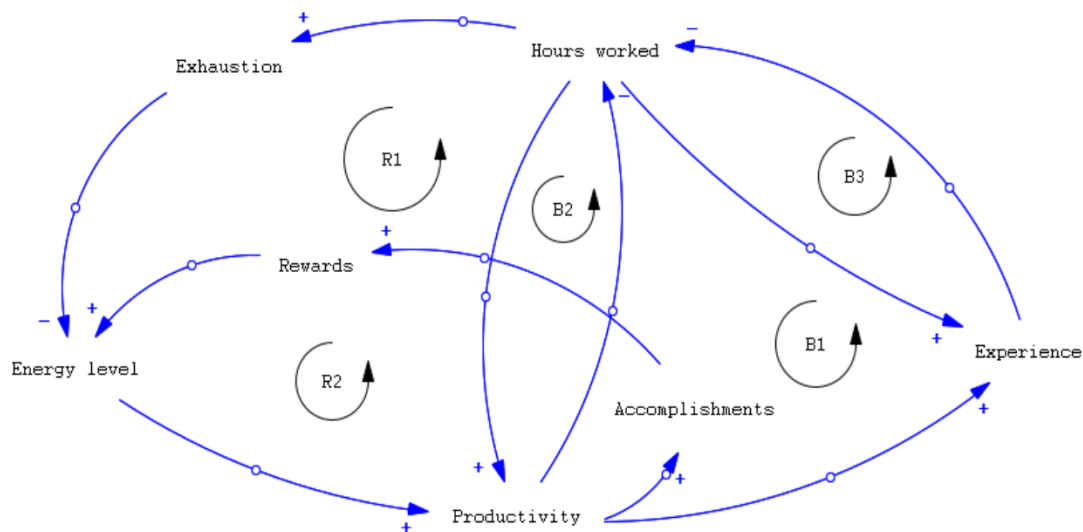 +
−
Hours worked
Exhaustion
−
R1
B3
B2
+
Rewards
+
−
+
Experience
B1
Energy level
R2
Accomplishments
+
+
+
Productivity
+